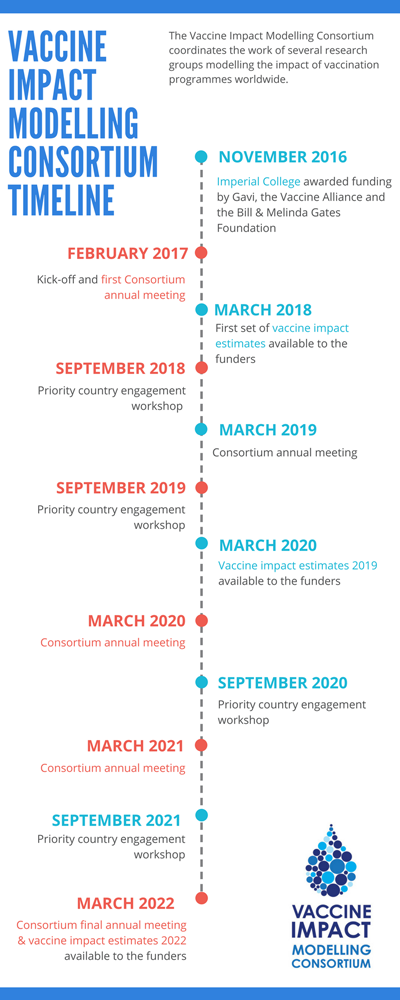 VACCINE
IMPACT
MODELLING
CONSORTIUM
TIMELINE
The Vaccine Impact Modelling Consortium
coordinates the work of several research
groups modelling the impact of vaccination
programmes worldwide.
NOVEMBER 2016
Imperial College awarded funding
by Gavi, the Vaccine Alliance and
the Bill & Melinda Gates
Foundation
FEBRUARY 2017
Kick-off and first Consortium
annual meeting
MARCH 2018
First set of vaccine impact
estimates available to the
funders
SEPTEMBER 2018
Priority country engagement
workshop
MARCH 2019
Consortium annual meeting
SEPTEMBER 2019
Priority country engagement
workshop
MARCH 2020
Vaccine impact estimates 2019
available to the funders
MARCH 2020
Consortium annual meeting
SEPTEMBER 2020
Priority country engagement
workshop
MARCH 2021
Consortium annual meeting
SEPTEMBER 2021
Priority country engagement
workshop
MARCH 2022
Consortium final annual meeting
& vaccine impact estimates 2022
available to the funders
VACCINE
IMPACT
MODELLING
CONSORTIUM